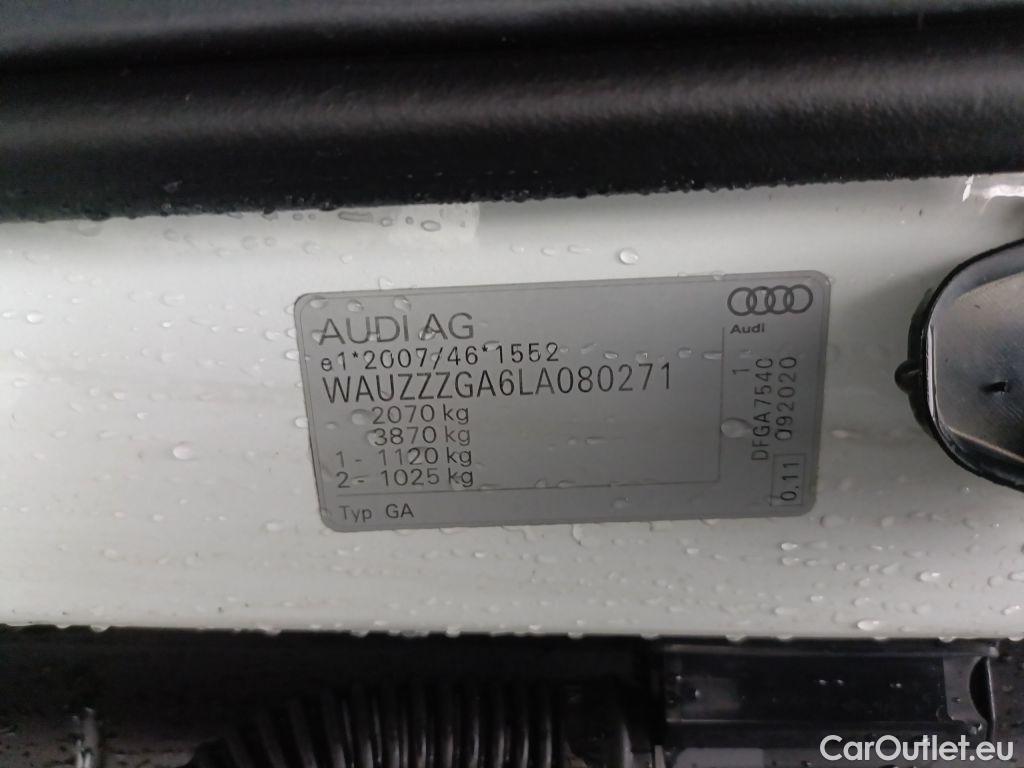 AUDI AG
e1*2007/46*1552
WAUZZZGA6LA080271
2070 kg
3870 kg
1 - 1120 kg
2 - 1025 kg
Typ GA
Audi
DFGA7540 1
0.11 092020
CarOutlet.eu